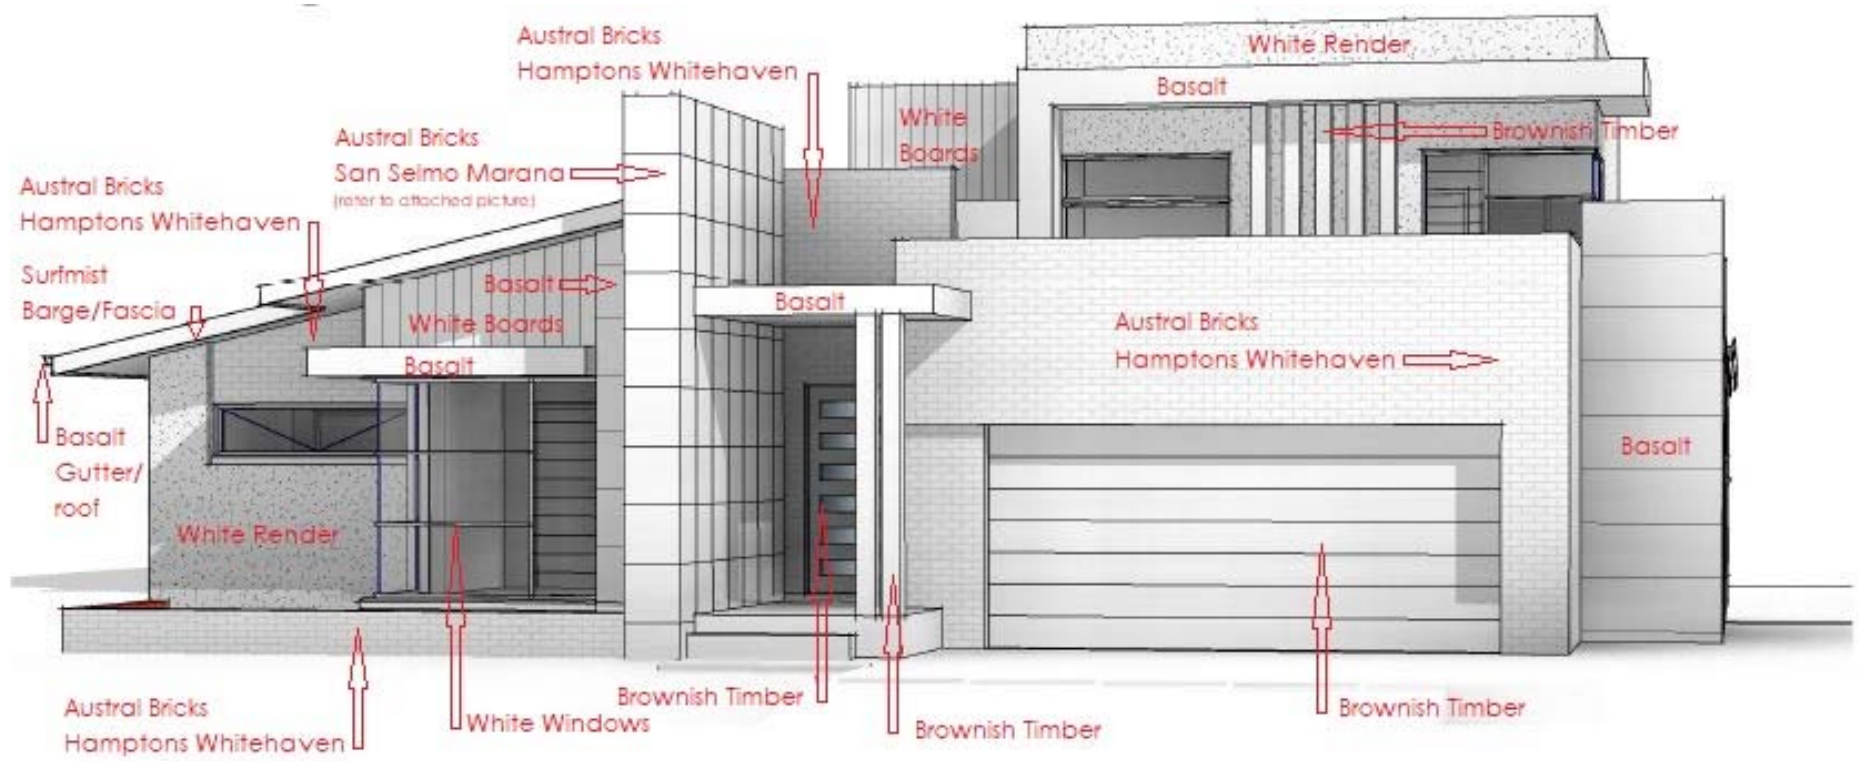 Austral Bricks
Hamptons Whitehaven
White Render
Basalt
White
Boards
Brownish Timber
Austral Bricks
San Selmo Marana
(refer to attached picture)
Austral Bricks
Hamptons Whitehaven
Surfmist
Barge/Fascia
Basalt
White Boards
Basalt
Basalt
Austral Bricks
Hamptons Whitehaven
Basalt
Gutter/
roof
Basalt
White Render
Brownish Timber
Austral Bricks
Hamptons Whitehaven
White Windows
Brownish Timber
Brownish Timber